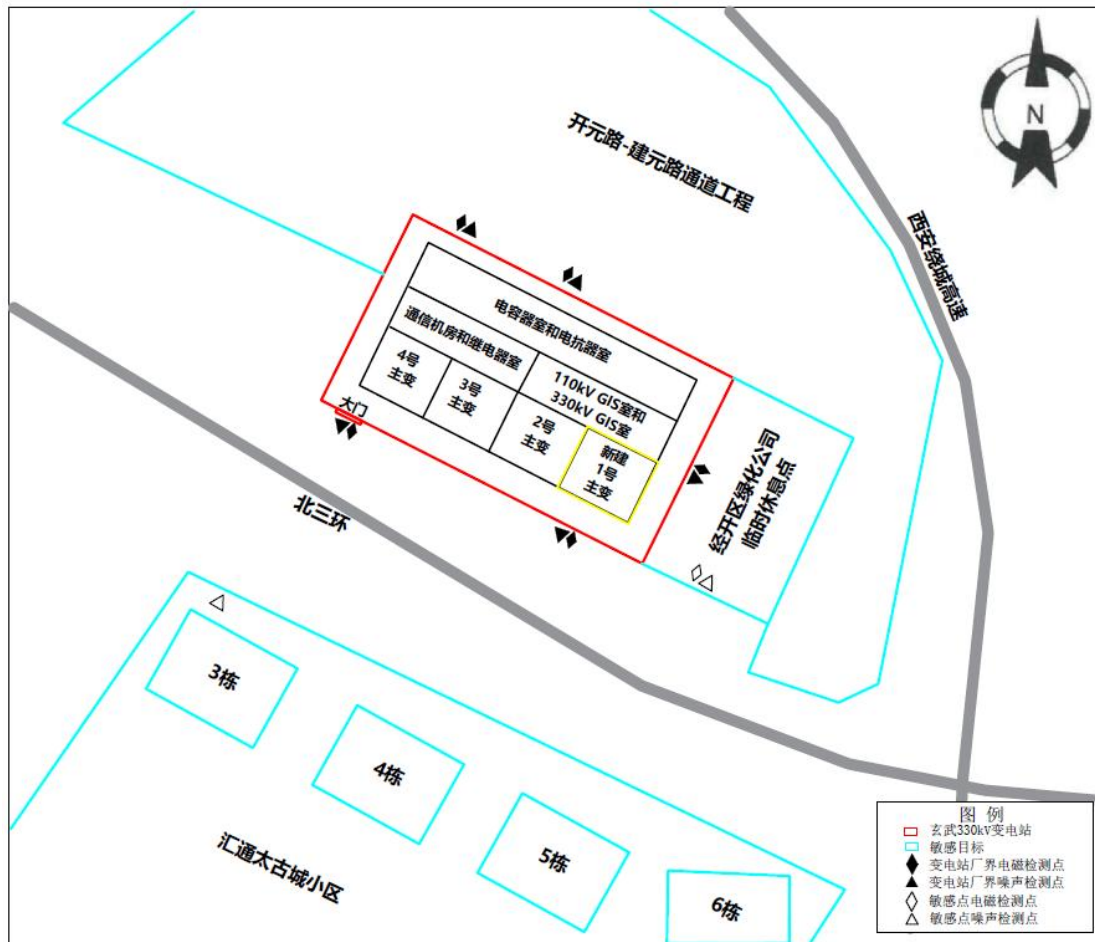 N
开元路-建元路通道工程
西安绕城高速
电容器室和电抗器室
通信机房和继电器室
110kV GIS室和
330kV GIS室
4号
主变
3号
主变
2号
主变
新建
1号
主变
大门
经开区绿化公司
临时休息点
北三环
3栋
4栋
5栋
6栋
汇通太古城小区
图 例
玄武330kV变电站
敏感目标
变电站厂界电磁检测点
变电站厂界噪声检测点
敏感点电磁检测点
敏感点噪声检测点